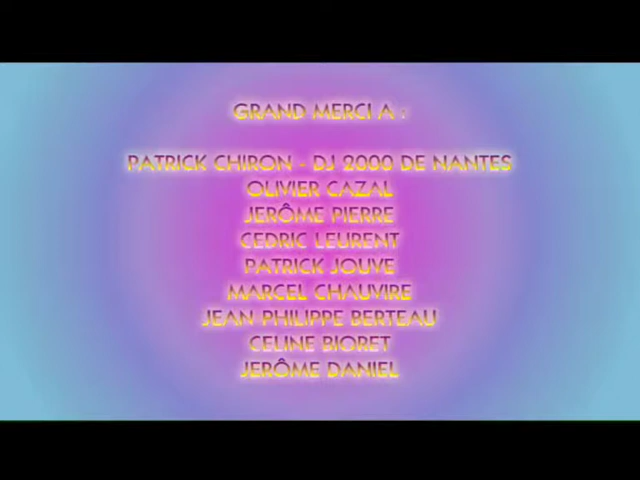 GRAND MERCI A :
PATRICK CHIRON - DJ 2000 DE NANTES
OLIVIER CAZAL
JERÔME PIERRE
CEDRIC LEURENT
PATRICK JOUVE
MARCEL CHAUVIRE
JEAN PHILIPPE BERTEAU
CELINE BIORET
JERÔME DANIEL